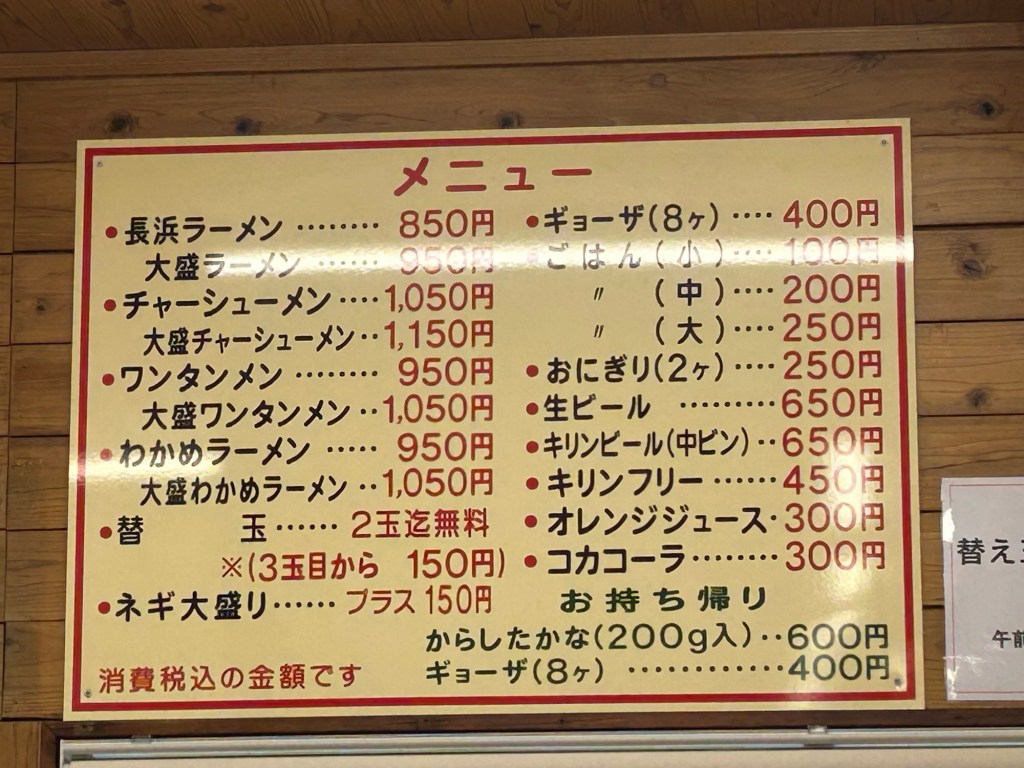 メニュー
●長浜ラーメン ‥‥‥‥ 850円
大盛ラーメン ‥‥‥ 950円
●チャーシューメン ‥‥ 1,050円
大盛チャーシューメン ‥ 1,150円
●ワンタンメン ‥‥‥‥ 950円
大盛ワンタンメン ‥ 1,050円
●わかめラーメン ‥‥‥ 950円
大盛わかめラーメン ‥ 1,050円
●替 玉 ‥‥‥ 2玉迄無料
※(3玉目から 150円)
●ネギ大盛り ‥‥‥ プラス150円
消費税込の金額です
●ギョーザ(8ヶ) ‥‥ 400円
●ごはん(小) ‥‥ 100円
〃 (中) ‥‥ 200円
〃 (大) ‥‥ 250円
●おにぎり(2ヶ) ‥‥ 250円
●生ビール ‥‥‥‥‥ 650円
●キリンビール(中ビン) ‥ 650円
●キリンフリー ‥‥‥ 450円
●オレンジジュース・300円
●コカコーラ ‥‥‥‥ 300円
お持ち帰り
からしたかな(200g入) ‥ 600円
ギョーザ(8ヶ) ‥‥‥‥‥‥ 400円
替え
午前